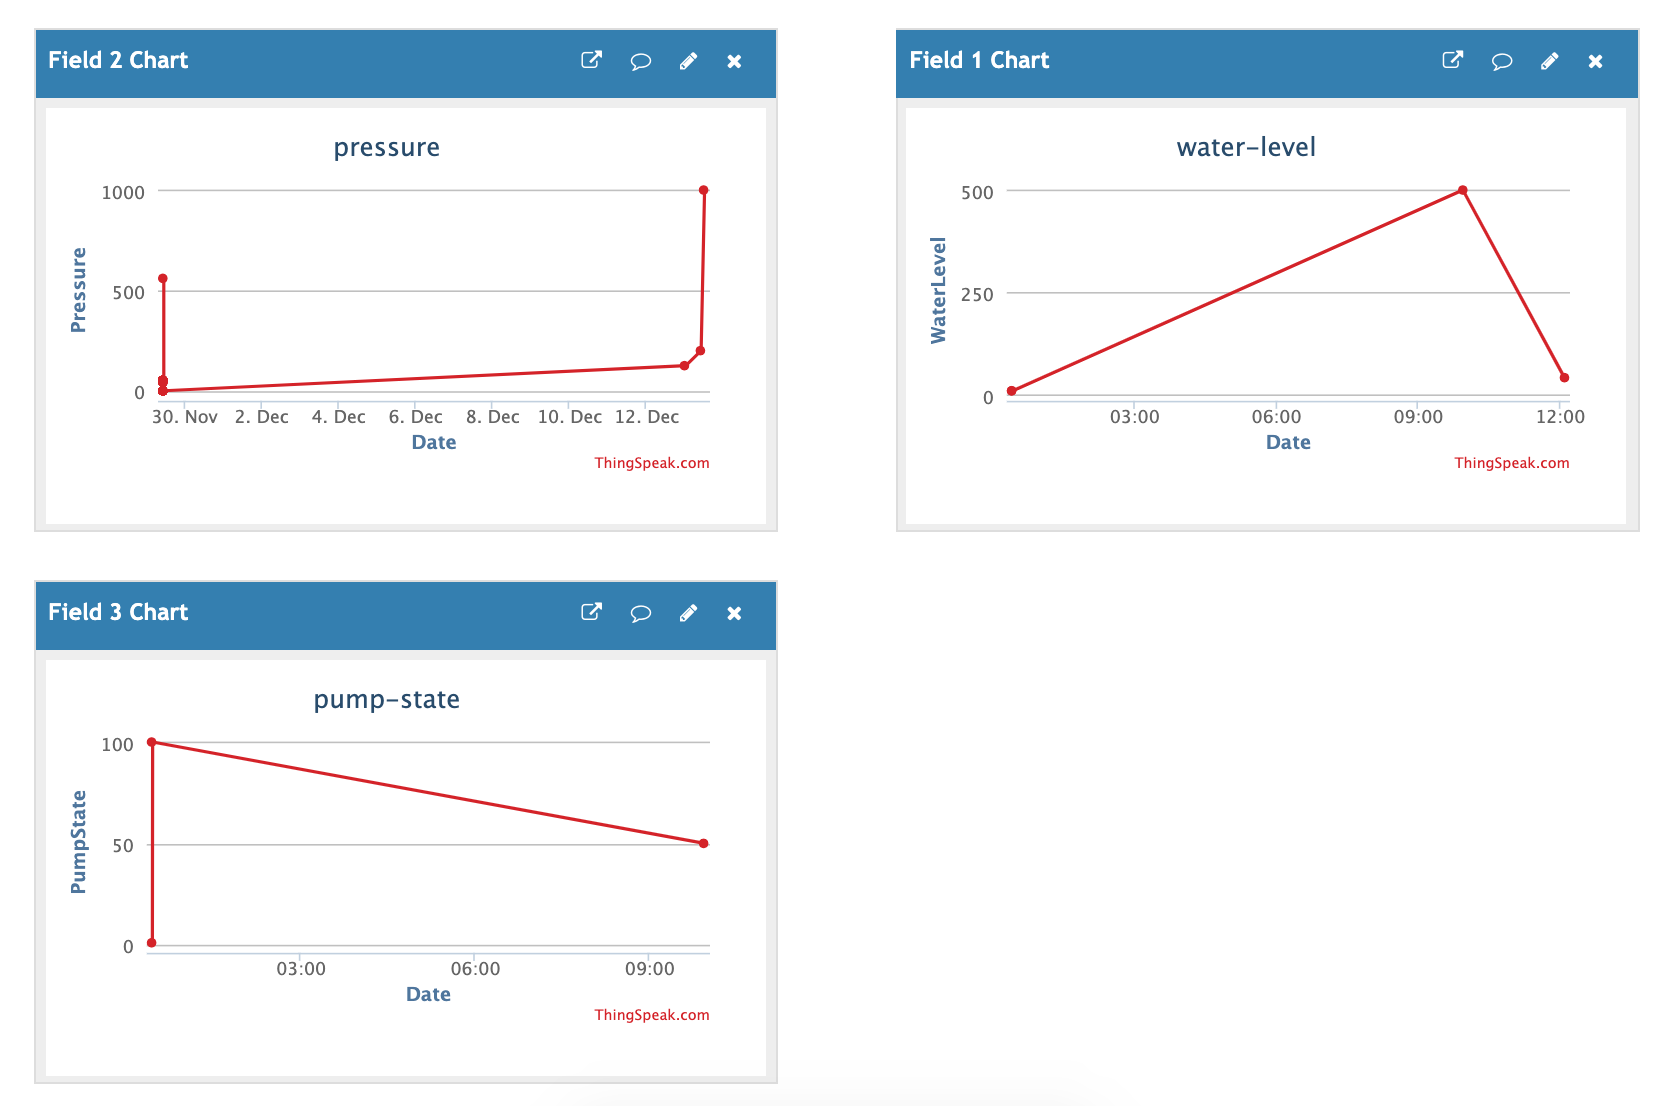 Field 2 Chart
pressure
1000
500
0
Pressure
30. Nov 2. Dec 4. Dec 6. Dec 8. Dec 10. Dec 12. Dec
Date
ThingSpeak.com
Field 1 Chart
water-level
500
250
0
WaterLevel
03:00 06:00 09:00 12:00
Date
ThingSpeak.com
Field 3 Chart
pump-state
100
50
0
PumpState
03:00 06:00 09:00
Date
ThingSpeak.com